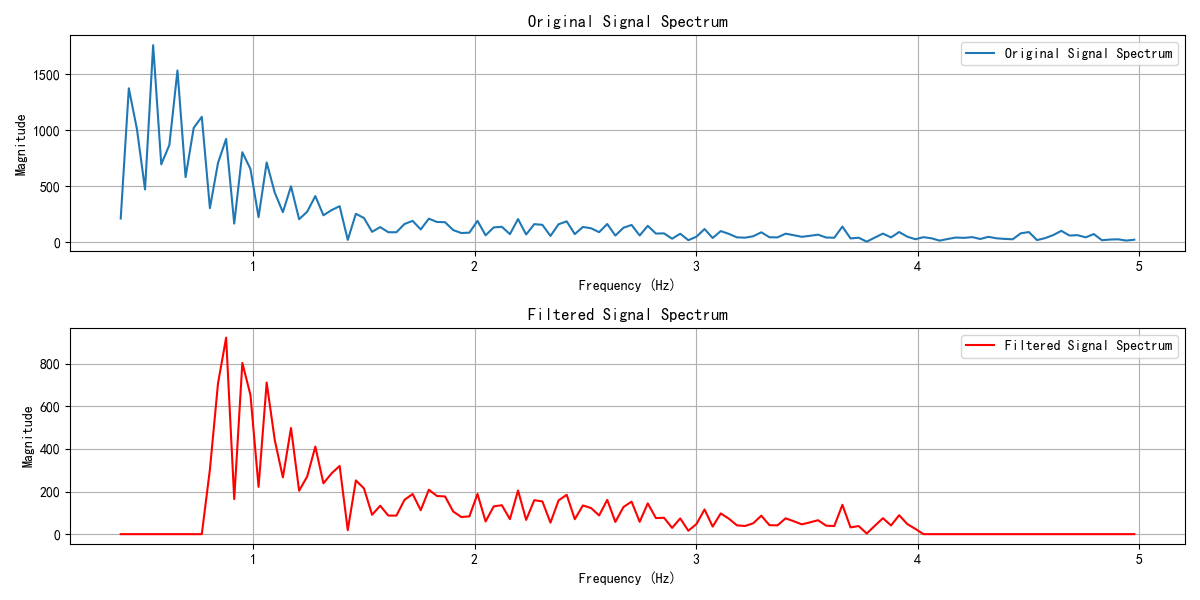 Original Signal Spectrum
Original Signal Spectrum
1500
1000
500
0
Magnitude
1 2 3 4 5
Frequency (Hz)
Filtered Signal Spectrum
Filtered Signal Spectrum
800
600
400
200
0
Magnitude
1 2 3 4 5
Frequency (Hz)